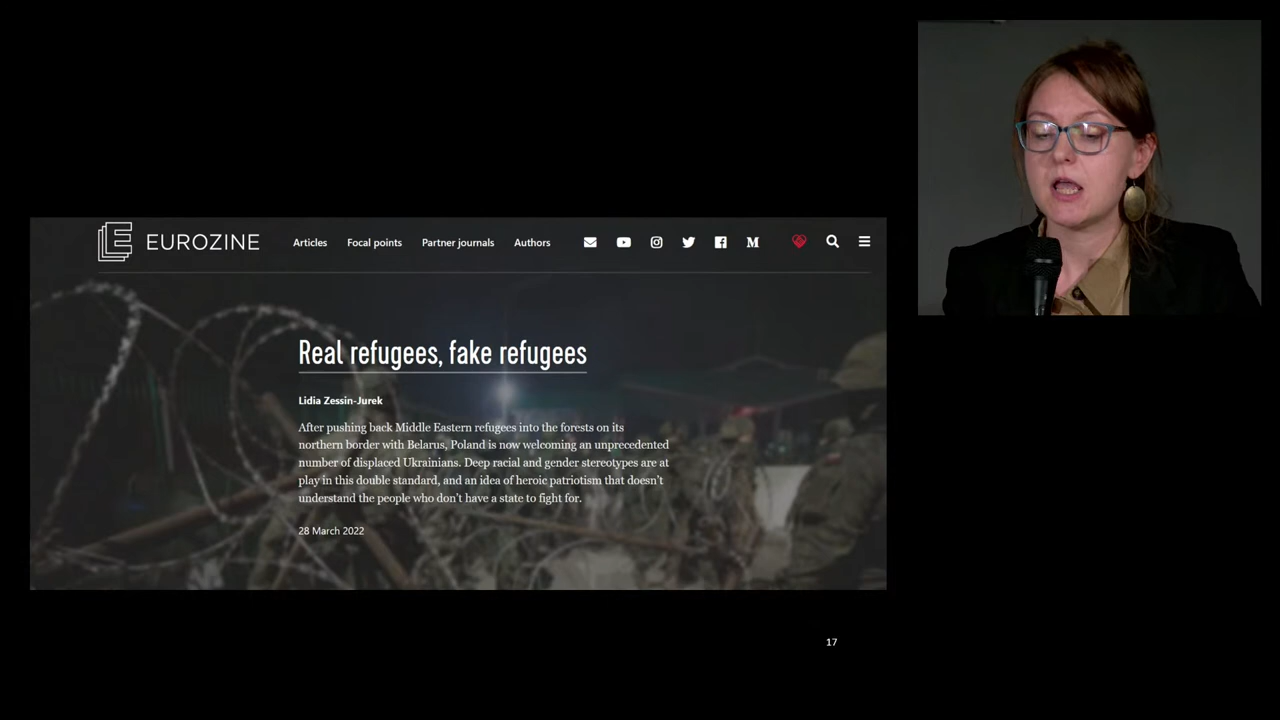 EUROZINE
Articles Focal points Partner journals Authors
Real refugees, fake refugees
Lidia Zessin-Jurek
After pushing back Middle Eastern refugees into the forests on its
northern border with Belarus, Poland is now welcoming an unprecedented
number of displaced Ukrainians. Deep racial and gender stereotypes are at
play in this double standard, and an idea of heroic patriotism that doesn't
understand the people who don't have a state to fight for.
28 March 2022
17